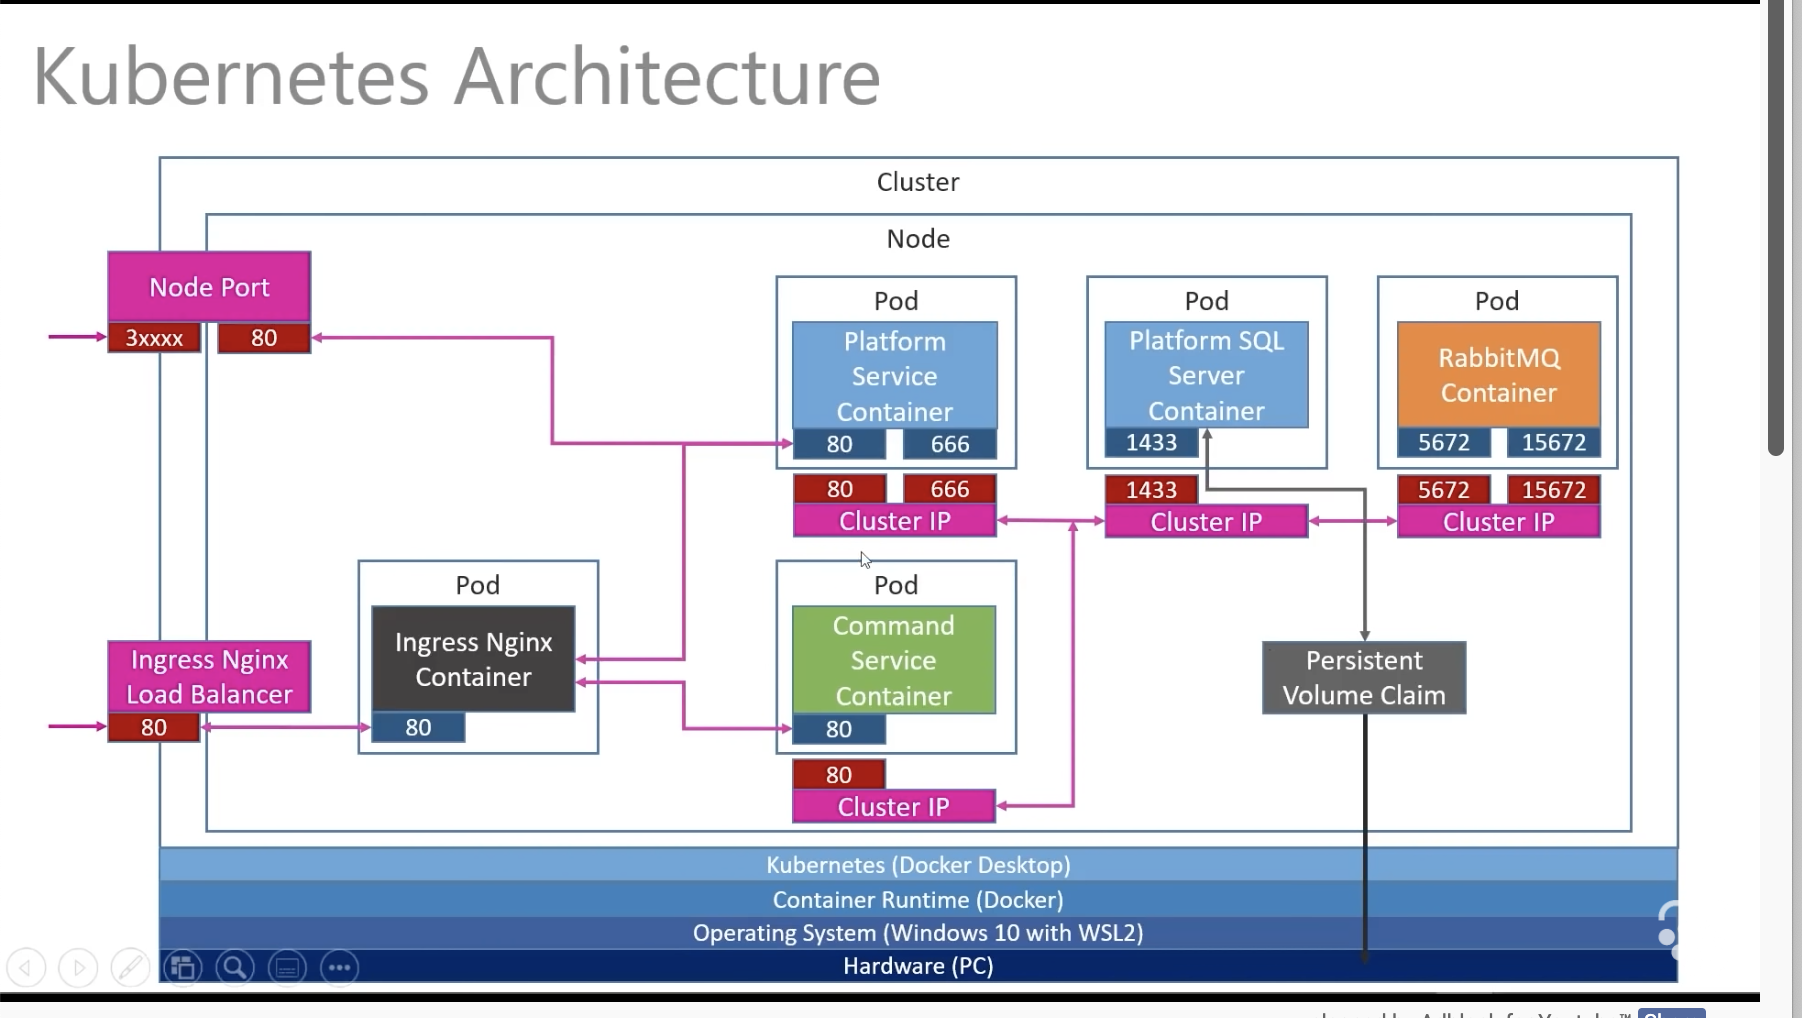 Kubernetes Architecture
Cluster
Node
Node Port
3xxxx
80
Pod
Platform
Service
Container
80
666
80
666
Cluster IP
Pod
Platform SQL
Server
Container
1433
1433
Cluster IP
Pod
RabbitMQ
Container
5672
15672
5672
15672
Cluster IP
Ingress Nginx
Load Balancer
80
Pod
Ingress Nginx
Container
80
Pod
Command
Service
Container
80
80
Cluster IP
Persistent
Volume Claim
Kubernetes (Docker Desktop)
Container Runtime (Docker)
Operating System (Windows 10 with WSL2)
Hardware (PC)